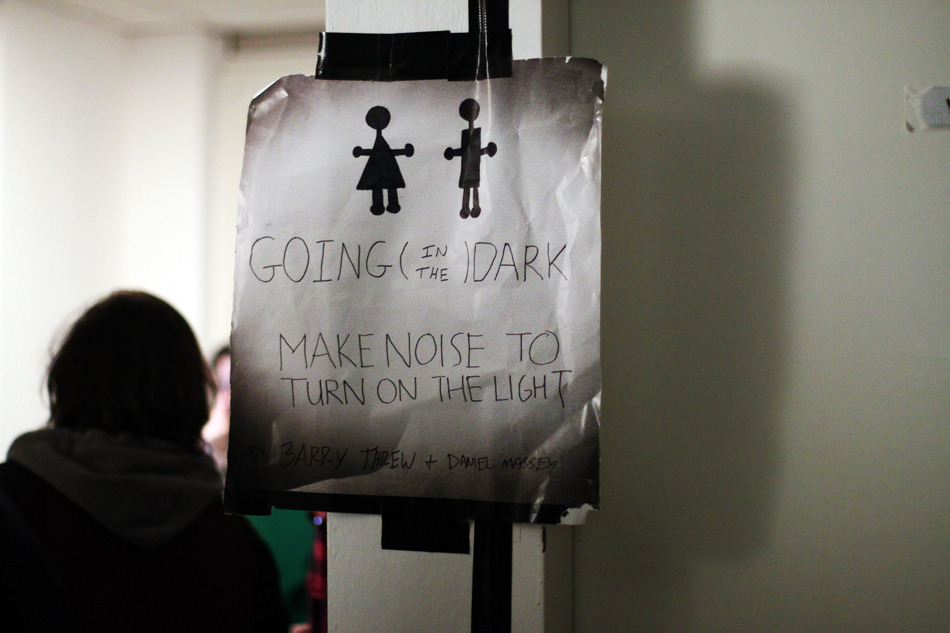 GOING (IN THE) DARK
MAKE NOISE TO
TURN ON THE LIGHT
BY BARRY THREW + DANIEL MASSEY